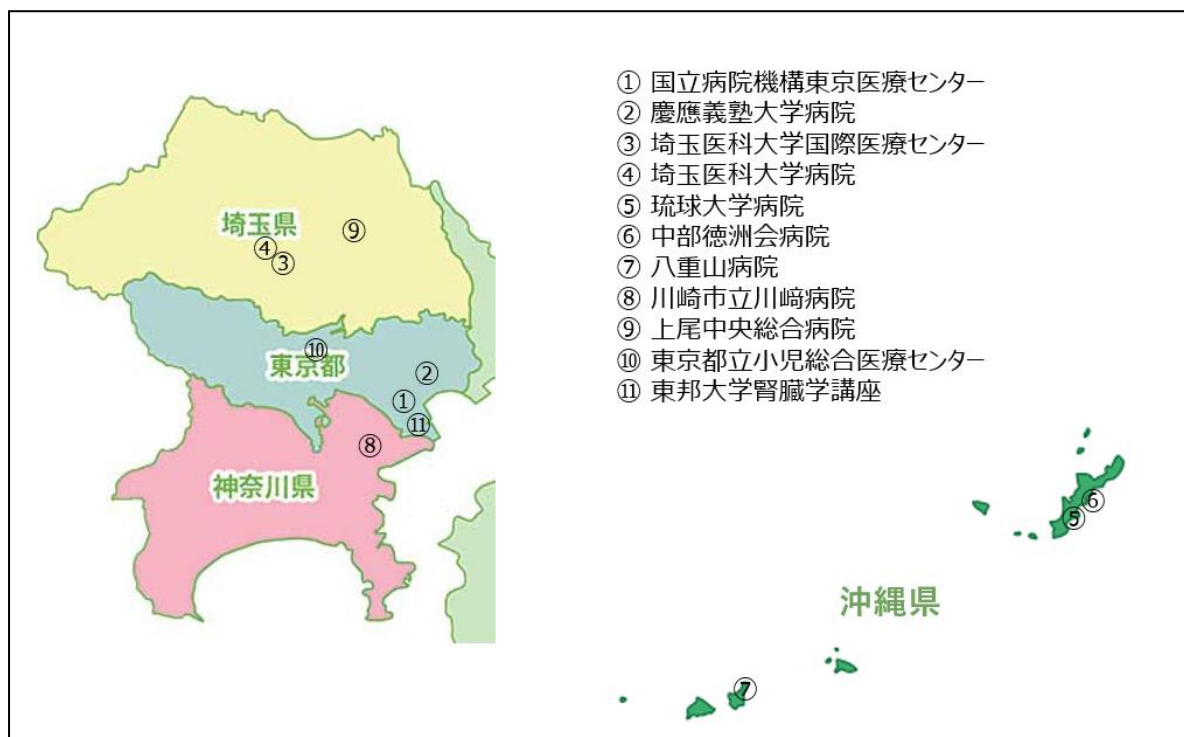 ① 国立病院機構東京医療センター
② 慶應義塾大学病院
③ 埼玉医科大学国際医療センター
④ 埼玉医科大学病院
⑤ 琉球大学病院
⑥ 中部徳洲会病院
⑦ 八重山病院
⑧ 川崎市立川﨑病院
⑨ 上尾中央総合病院
⑩ 東京都立小児総合医療センター
⑪ 東邦大学腎臓学講座
埼玉県
⑨
④
③
⑩
東京都
②
①
⑪
⑧
神奈川県
⑥
⑤
沖縄県
⑦